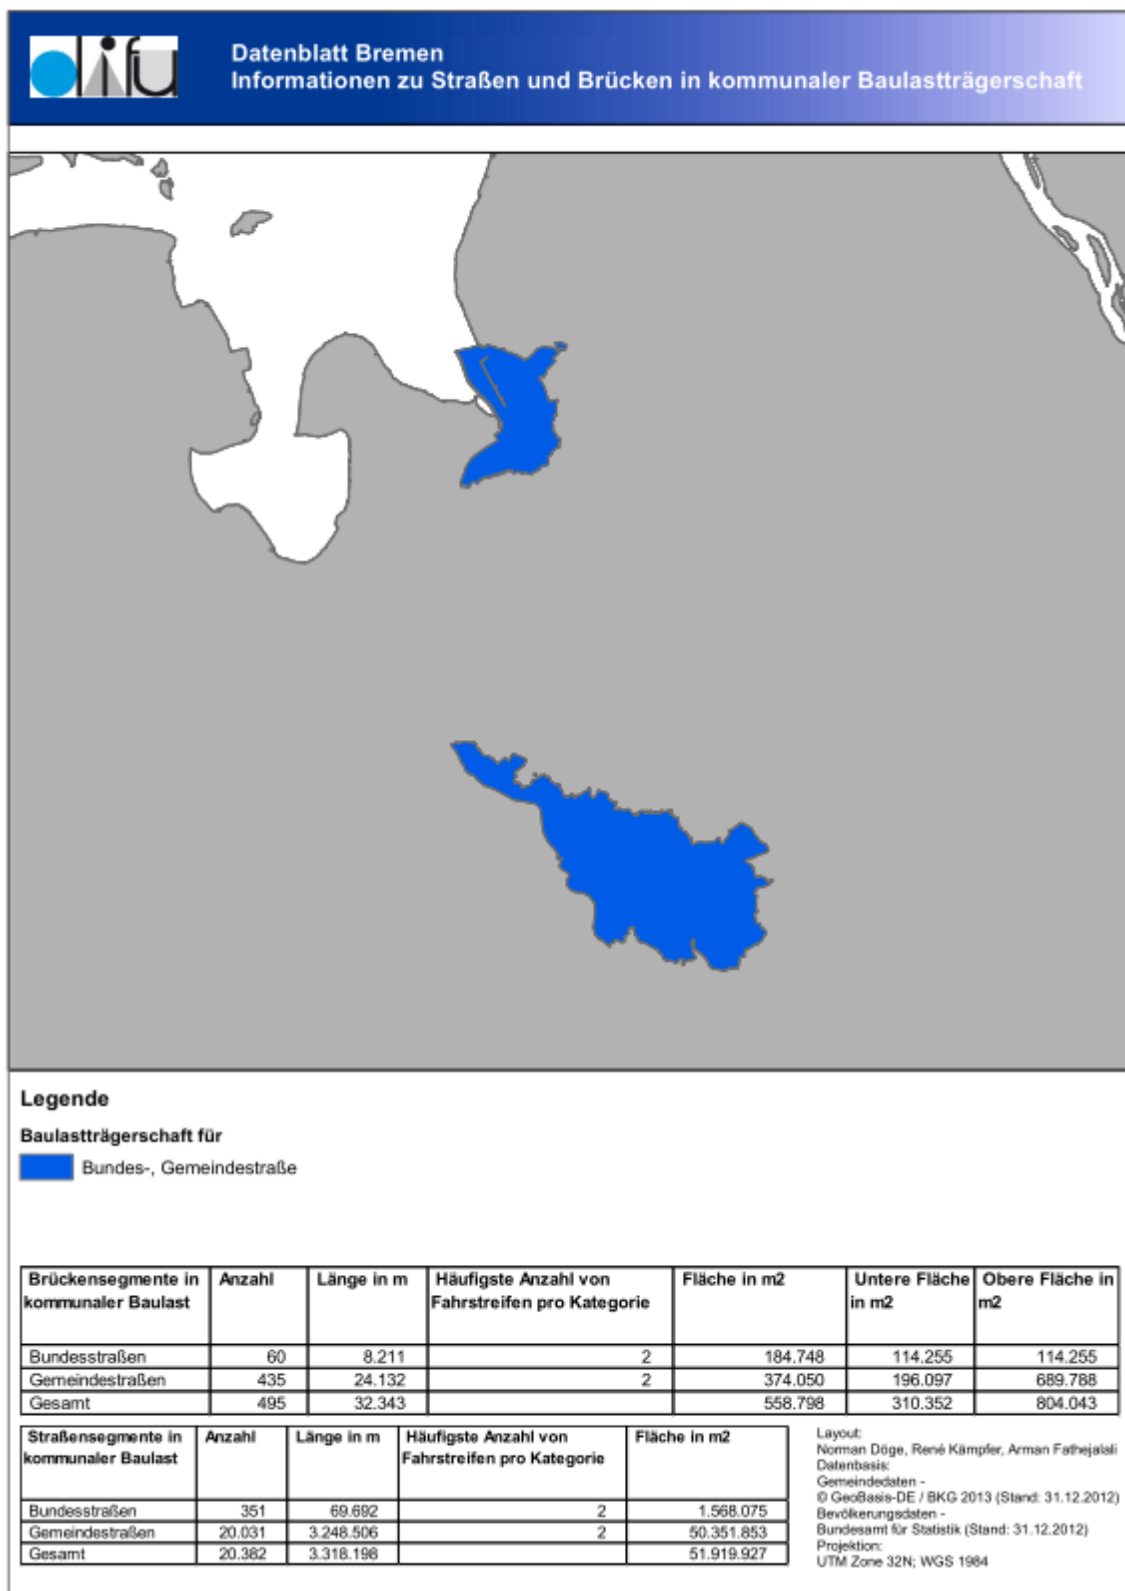 difu
Datenblatt Bremen
Informationen zu Straßen und Brücken in kommunaler Baulastträgerschaft
Legende
Baulastträgerschaft für
Bundes-, Gemeindestraße
Brückensegmente in kommunaler Baulast | Anzahl | Länge in m | Häufigste Anzahl von Fahrstreifen pro Kategorie | Fläche in m2 | Untere Fläche in m2 | Obere Fläche in m2
Bundesstraßen 60 8.211 2 184.748 114.255 114.255
Gemeindestraßen 435 24.132 2 374.050 196.097 689.788
Gesamt 495 32.343 558.798 310.352 804.043
Straßensegmente in kommunaler Baulast | Anzahl | Länge in m | Häufigste Anzahl von Fahrstreifen pro Kategorie | Fläche in m2
Bundesstraßen 351 69.692 2 1.568.075
Gemeindestraßen 20.031 3.248.506 2 50.351.853
Gesamt 20.382 3.318.198 51.919.927
Layout:
Norman Döge, René Kämpfer, Arman Fathejalali
Datenbasis:
Gemeindedaten -
© GeoBasis-DE / BKG 2013 (Stand: 31.12.2012)
Bevölkerungsdaten -
Bundesamt für Statistik (Stand: 31.12.2012)
Projektion:
UTM Zone 32N; WGS 1984